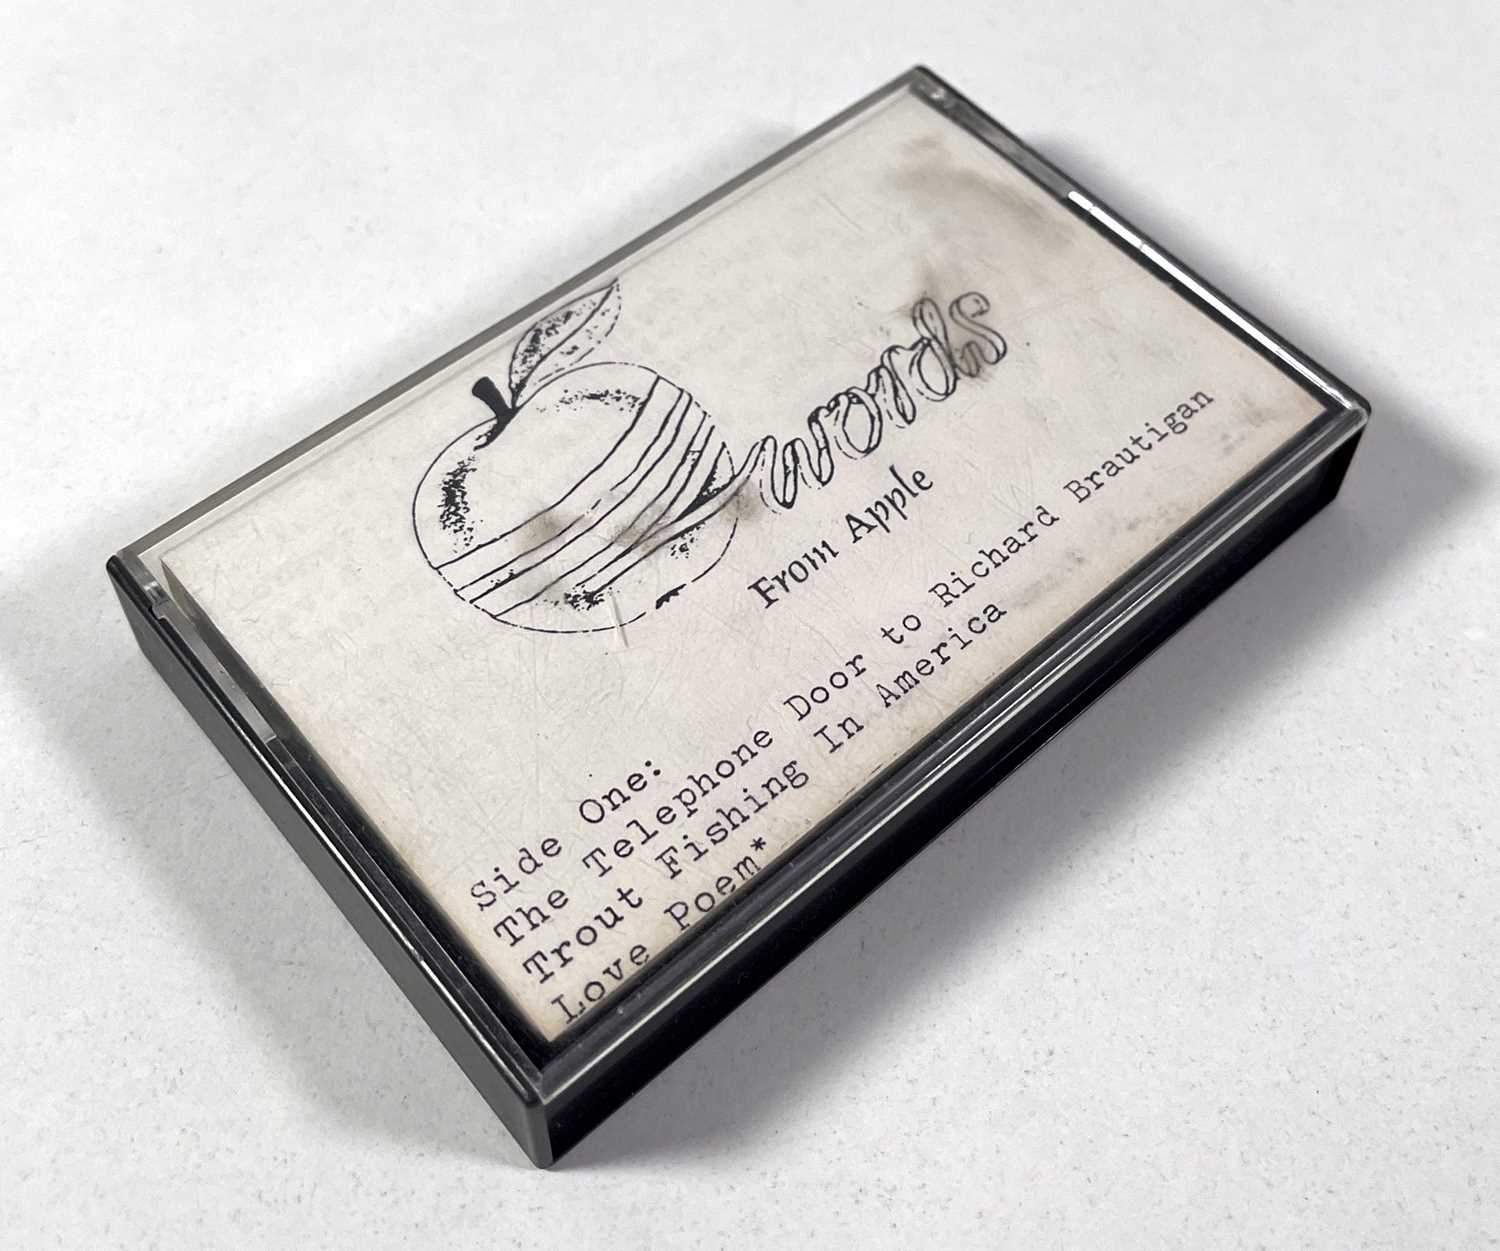 words
From Apple
Side One:
The Telephone Door to Richard Brautigan
Trout Fishing In America
Love Poem*